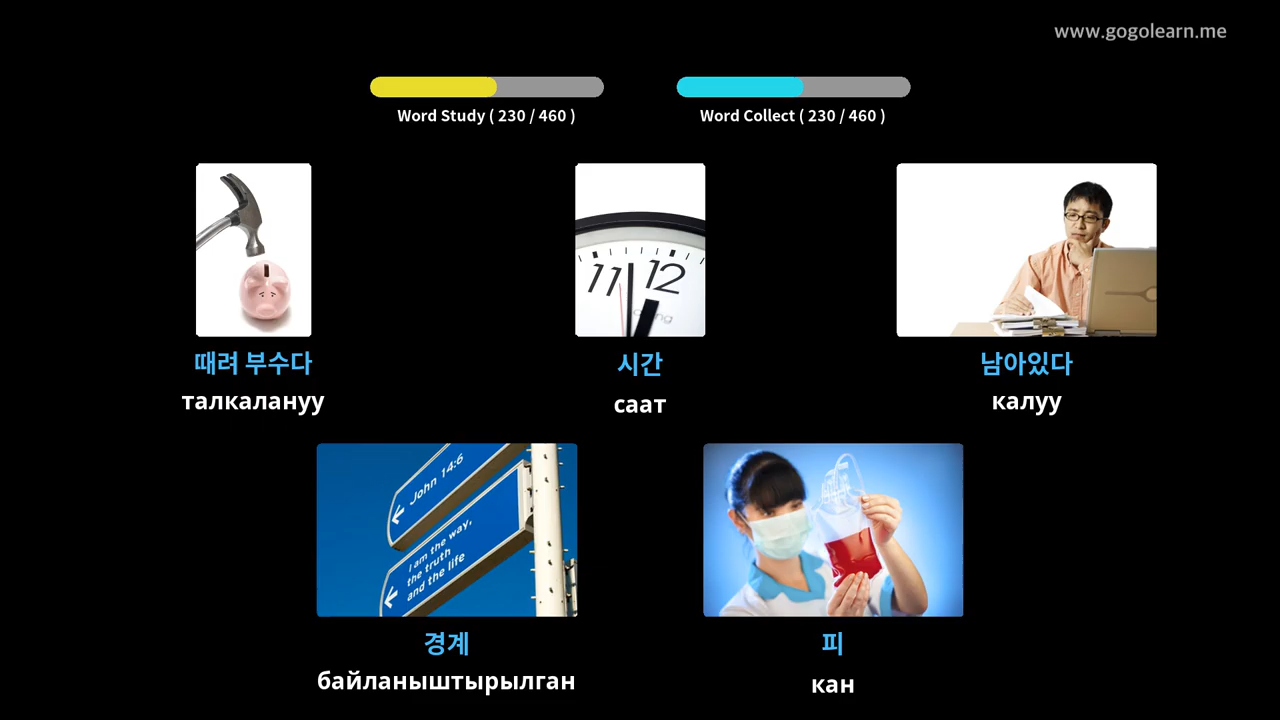 www.gogolearn.me
Word Study ( 230 / 460 )
Word Collect ( 230 / 460 )
11 12
때려 부수다
талкалануу
시간
саат
남아있다
калуу
John 14:6
I am the way,
the truth
and the life
경계
байланыштырылган
피
кан